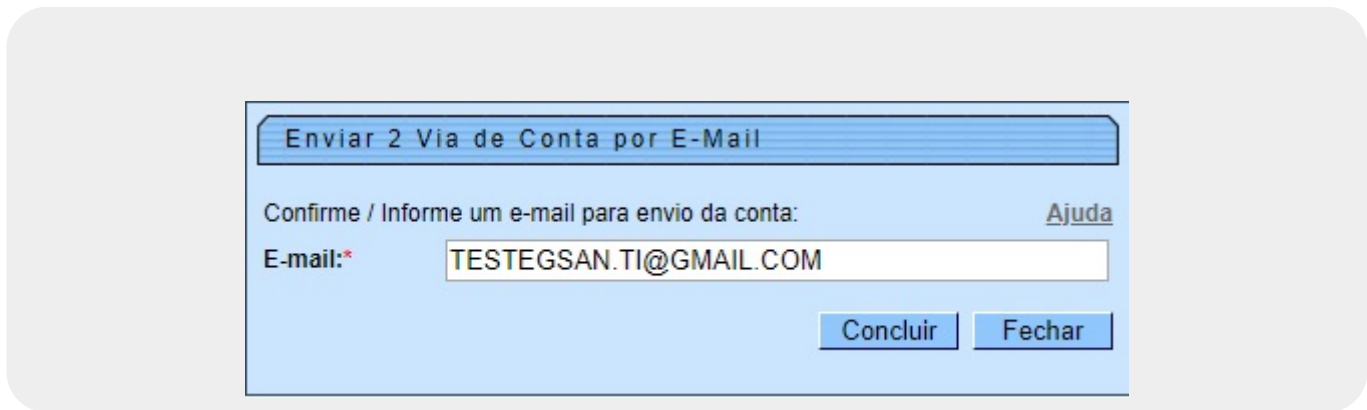 Enviar 2 Via de Conta por E-Mail
Confirme / Informe um e-mail para envio da conta: Ajuda
E-mail:* TESTEGSAN.TI@GMAIL.COM
Concluir Fechar